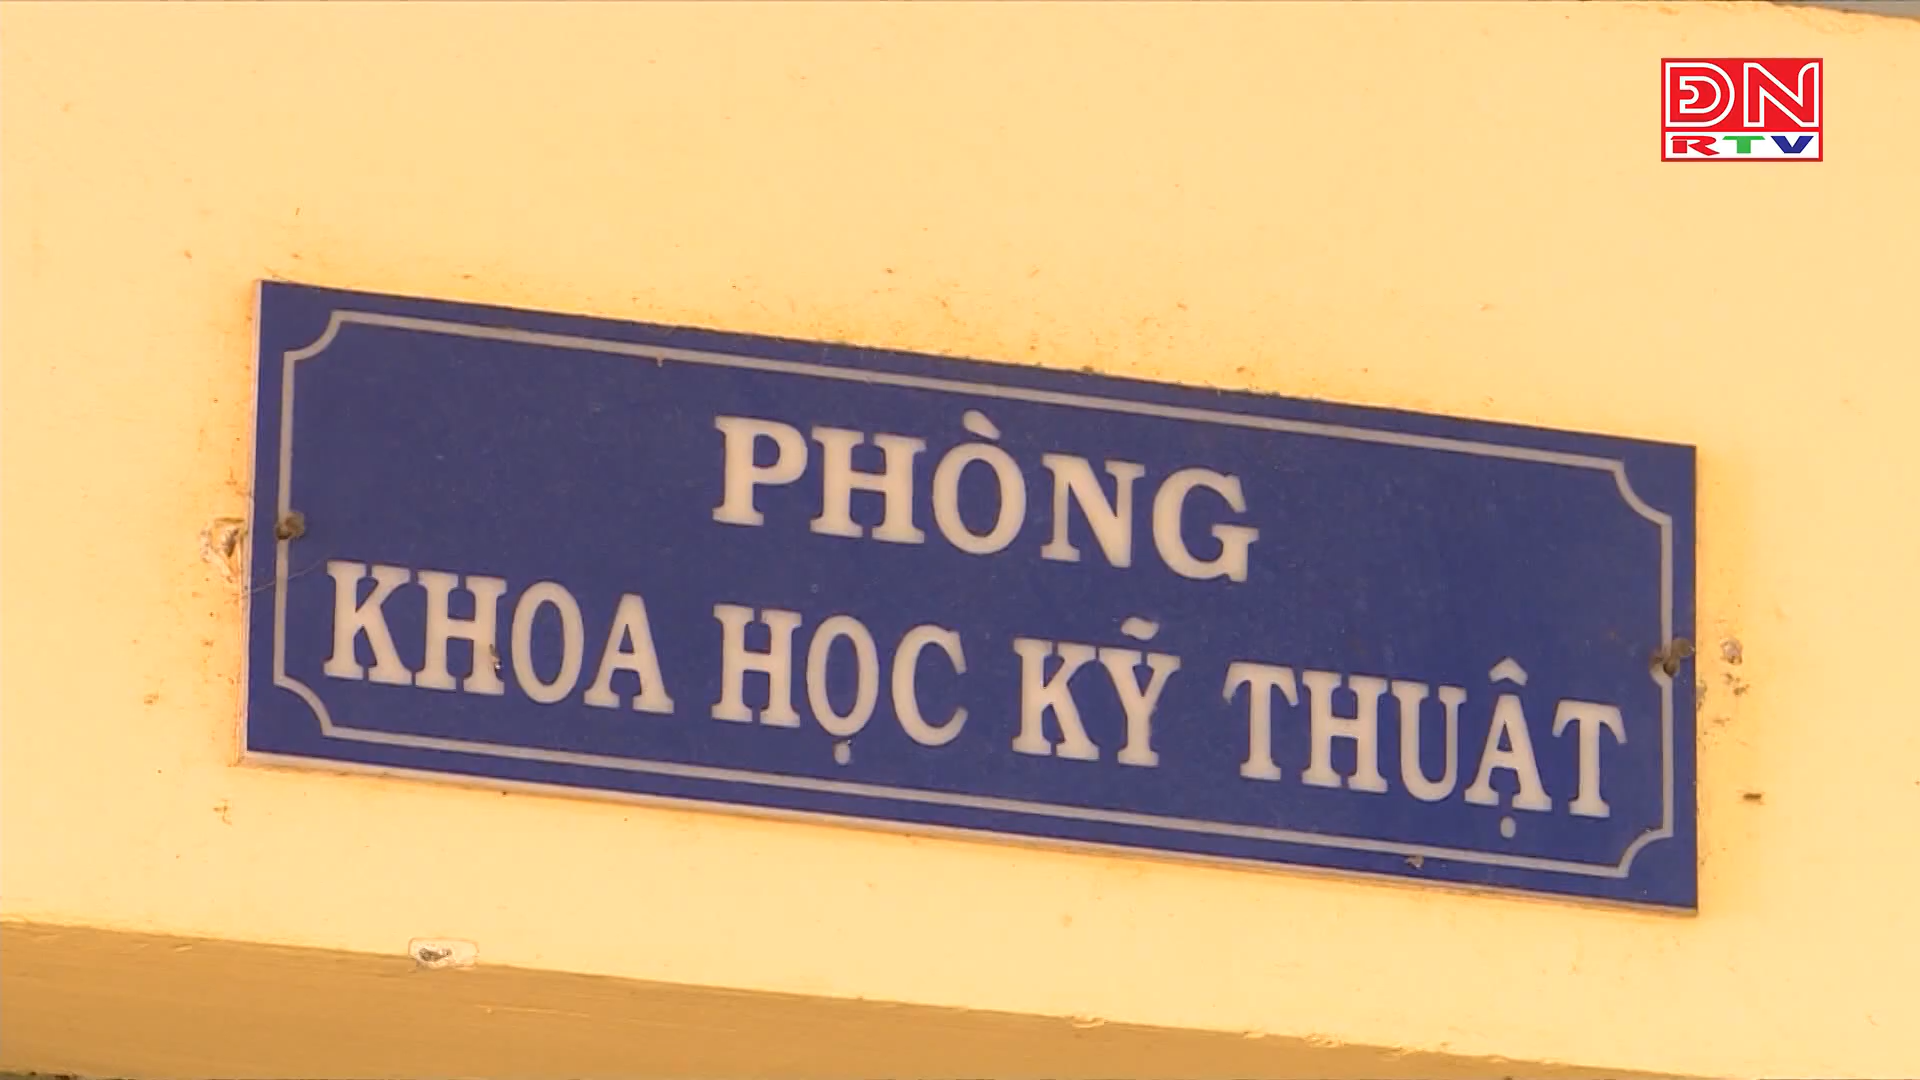 ĐN
RTV
PHÒNG
KHOA HỌC KỸ THUẬT